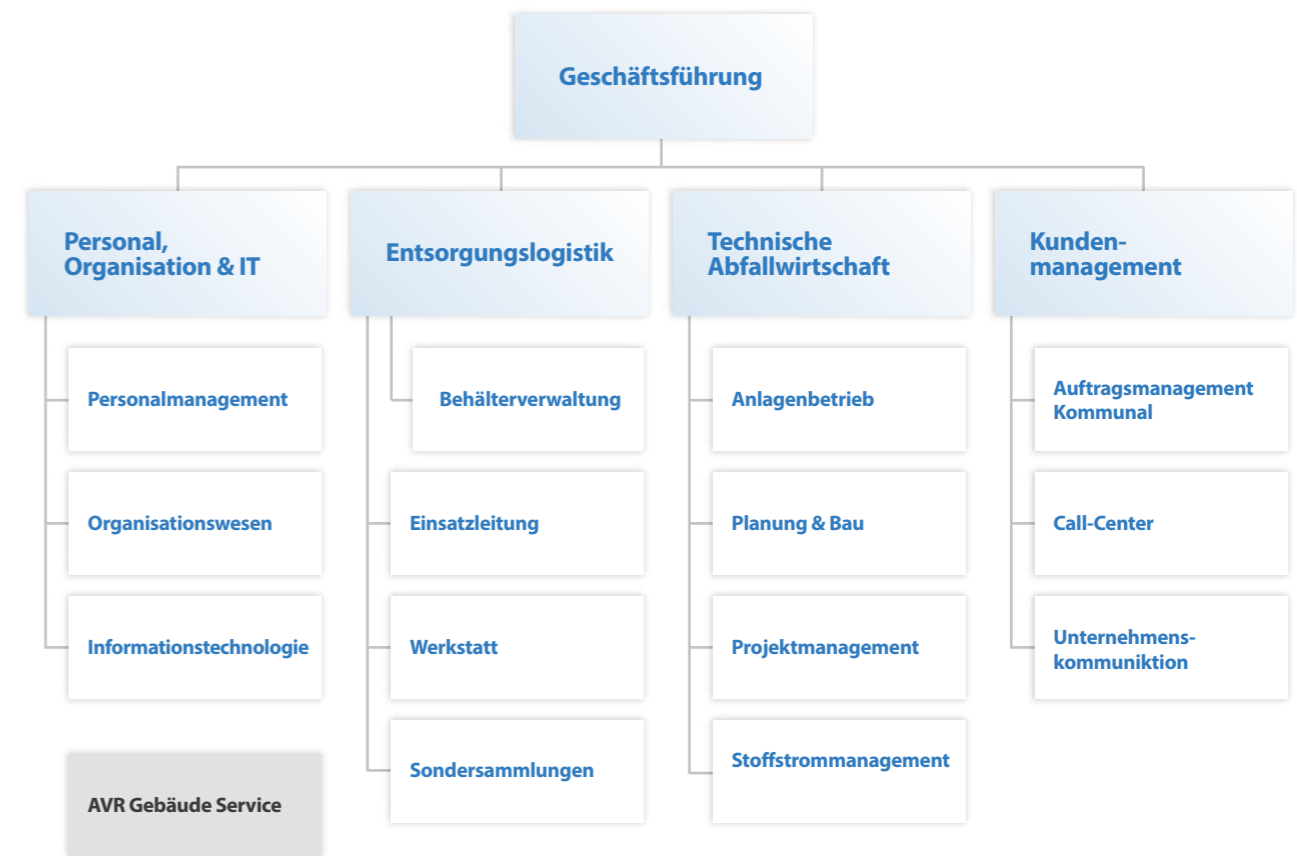 Geschäftsführung
Personal,
Organisation & IT
Entsorgungslogistik
Technische
Abfallwirtschaft
Kunden-
management
Personalmanagement
Organisationswesen
Informationstechnologie
AVR Gebäude Service
Behälterverwaltung
Einsatzleitung
Werkstatt
Sondersammlungen
Anlagenbetrieb
Planung & Bau
Projektmanagement
Stoffstrommanagement
Auftragsmanagement
Kommunal
Call-Center
Unternehmens-
kommuniktion